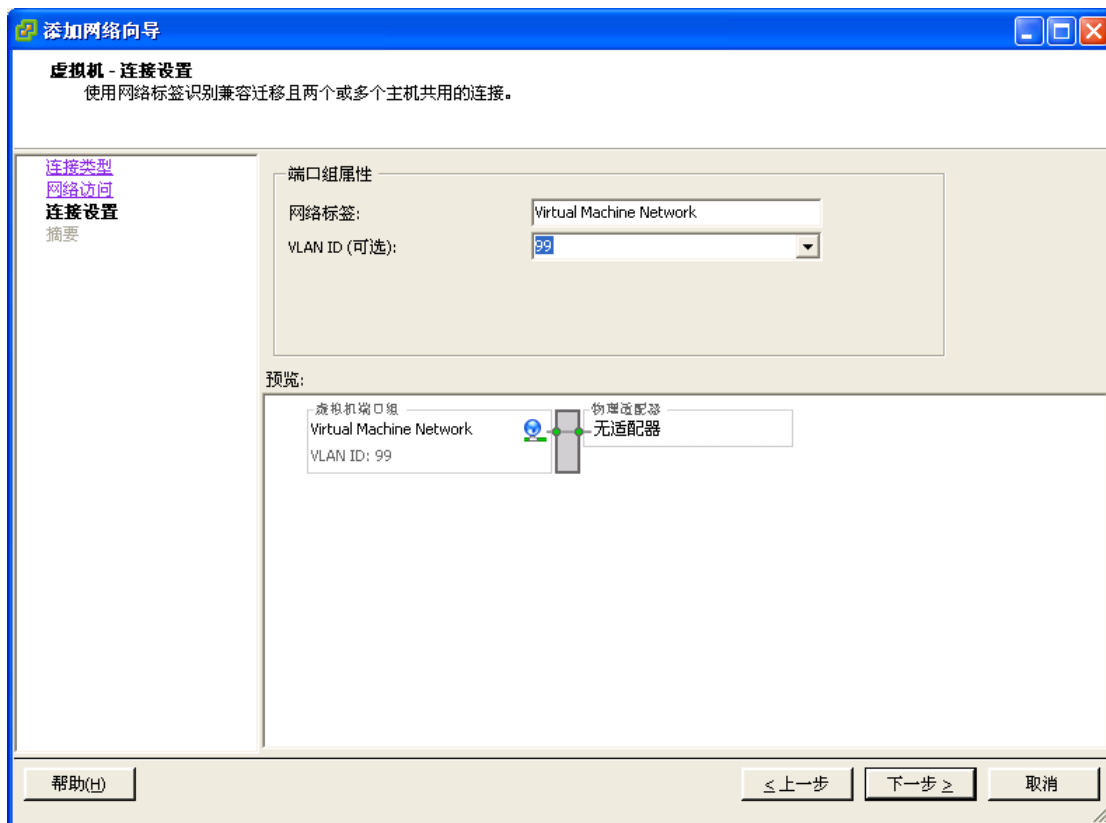 添加网络向导
虚拟机 - 连接设置
使用网络标签识别兼容迁移且两个或多个主机共用的连接。
连接类型
网络访问
连接设置
摘要
端口组属性
网络标签:
Virtual Machine Network
VLAN ID (可选):
99
预览:
虚拟机端口组
Virtual Machine Network
VLAN ID: 99
物理适配器
无适配器
帮助(H)
≤上一步
下一步 ≥
取消